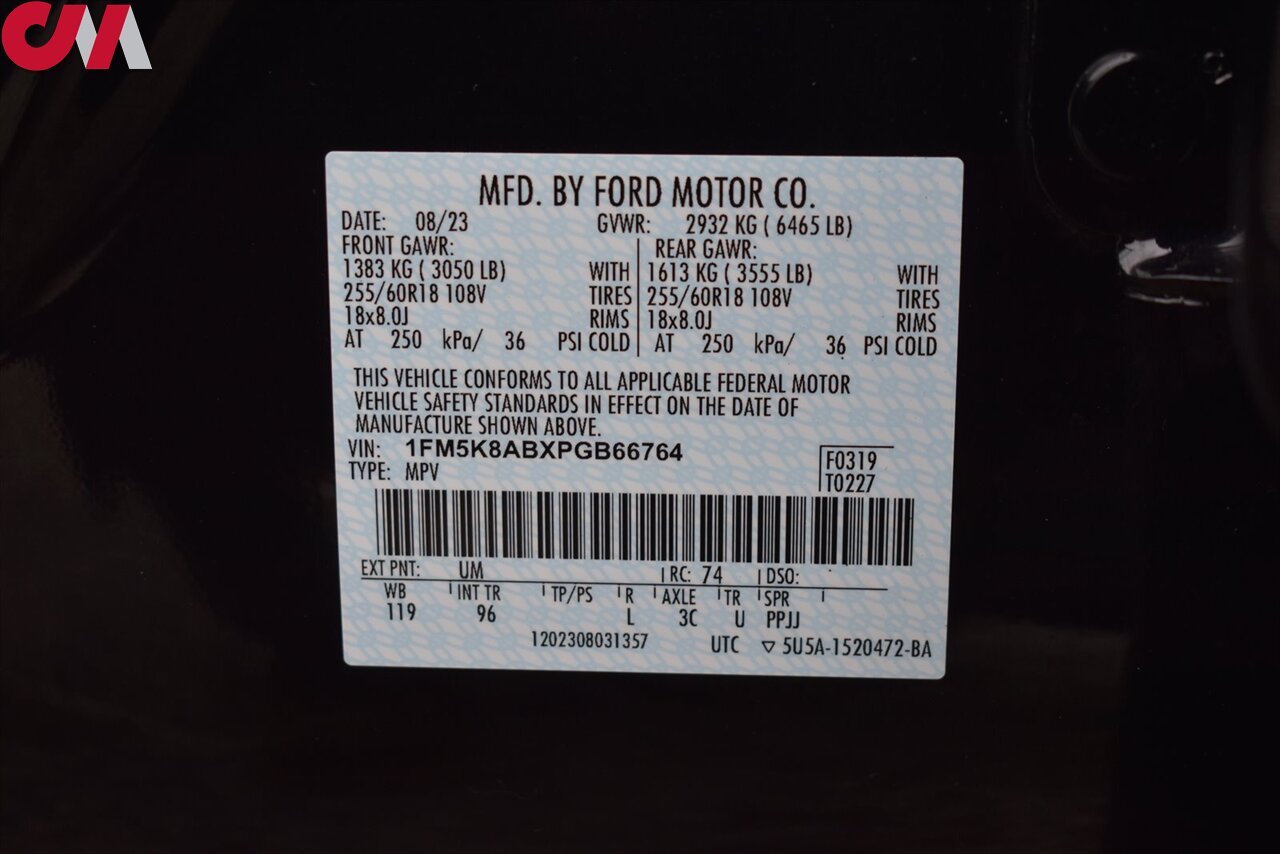 CM
MFD. BY FORD MOTOR CO.
DATE: 08/23 GVWR: 2932 KG ( 6465 LB)
FRONT GAWR: REAR GAWR:
1383 KG ( 3050 LB) WITH 1613 KG ( 3555 LB) WITH
255/60R18 108V TIRES 255/60R18 108V TIRES
18x8.0J RIMS 18x8.0J RIMS
AT 250 kPa/ 36 PSI COLD AT 250 kPa/ 36 PSI COLD
THIS VEHICLE CONFORMS TO ALL APPLICABLE FEDERAL MOTOR
VEHICLE SAFETY STANDARDS IN EFFECT ON THE DATE OF
MANUFACTURE SHOWN ABOVE.
VIN: 1FM5K8ABXPGB66764 F0319
TYPE: MPV T0227
EXT PNT: UM RC: 74 DSO:
WB INT TR TP/PS R AXLE TR SPR
119 96 L 3C U PPJJ
1202308031357 UTC ▽ 5U5A-1520472-BA